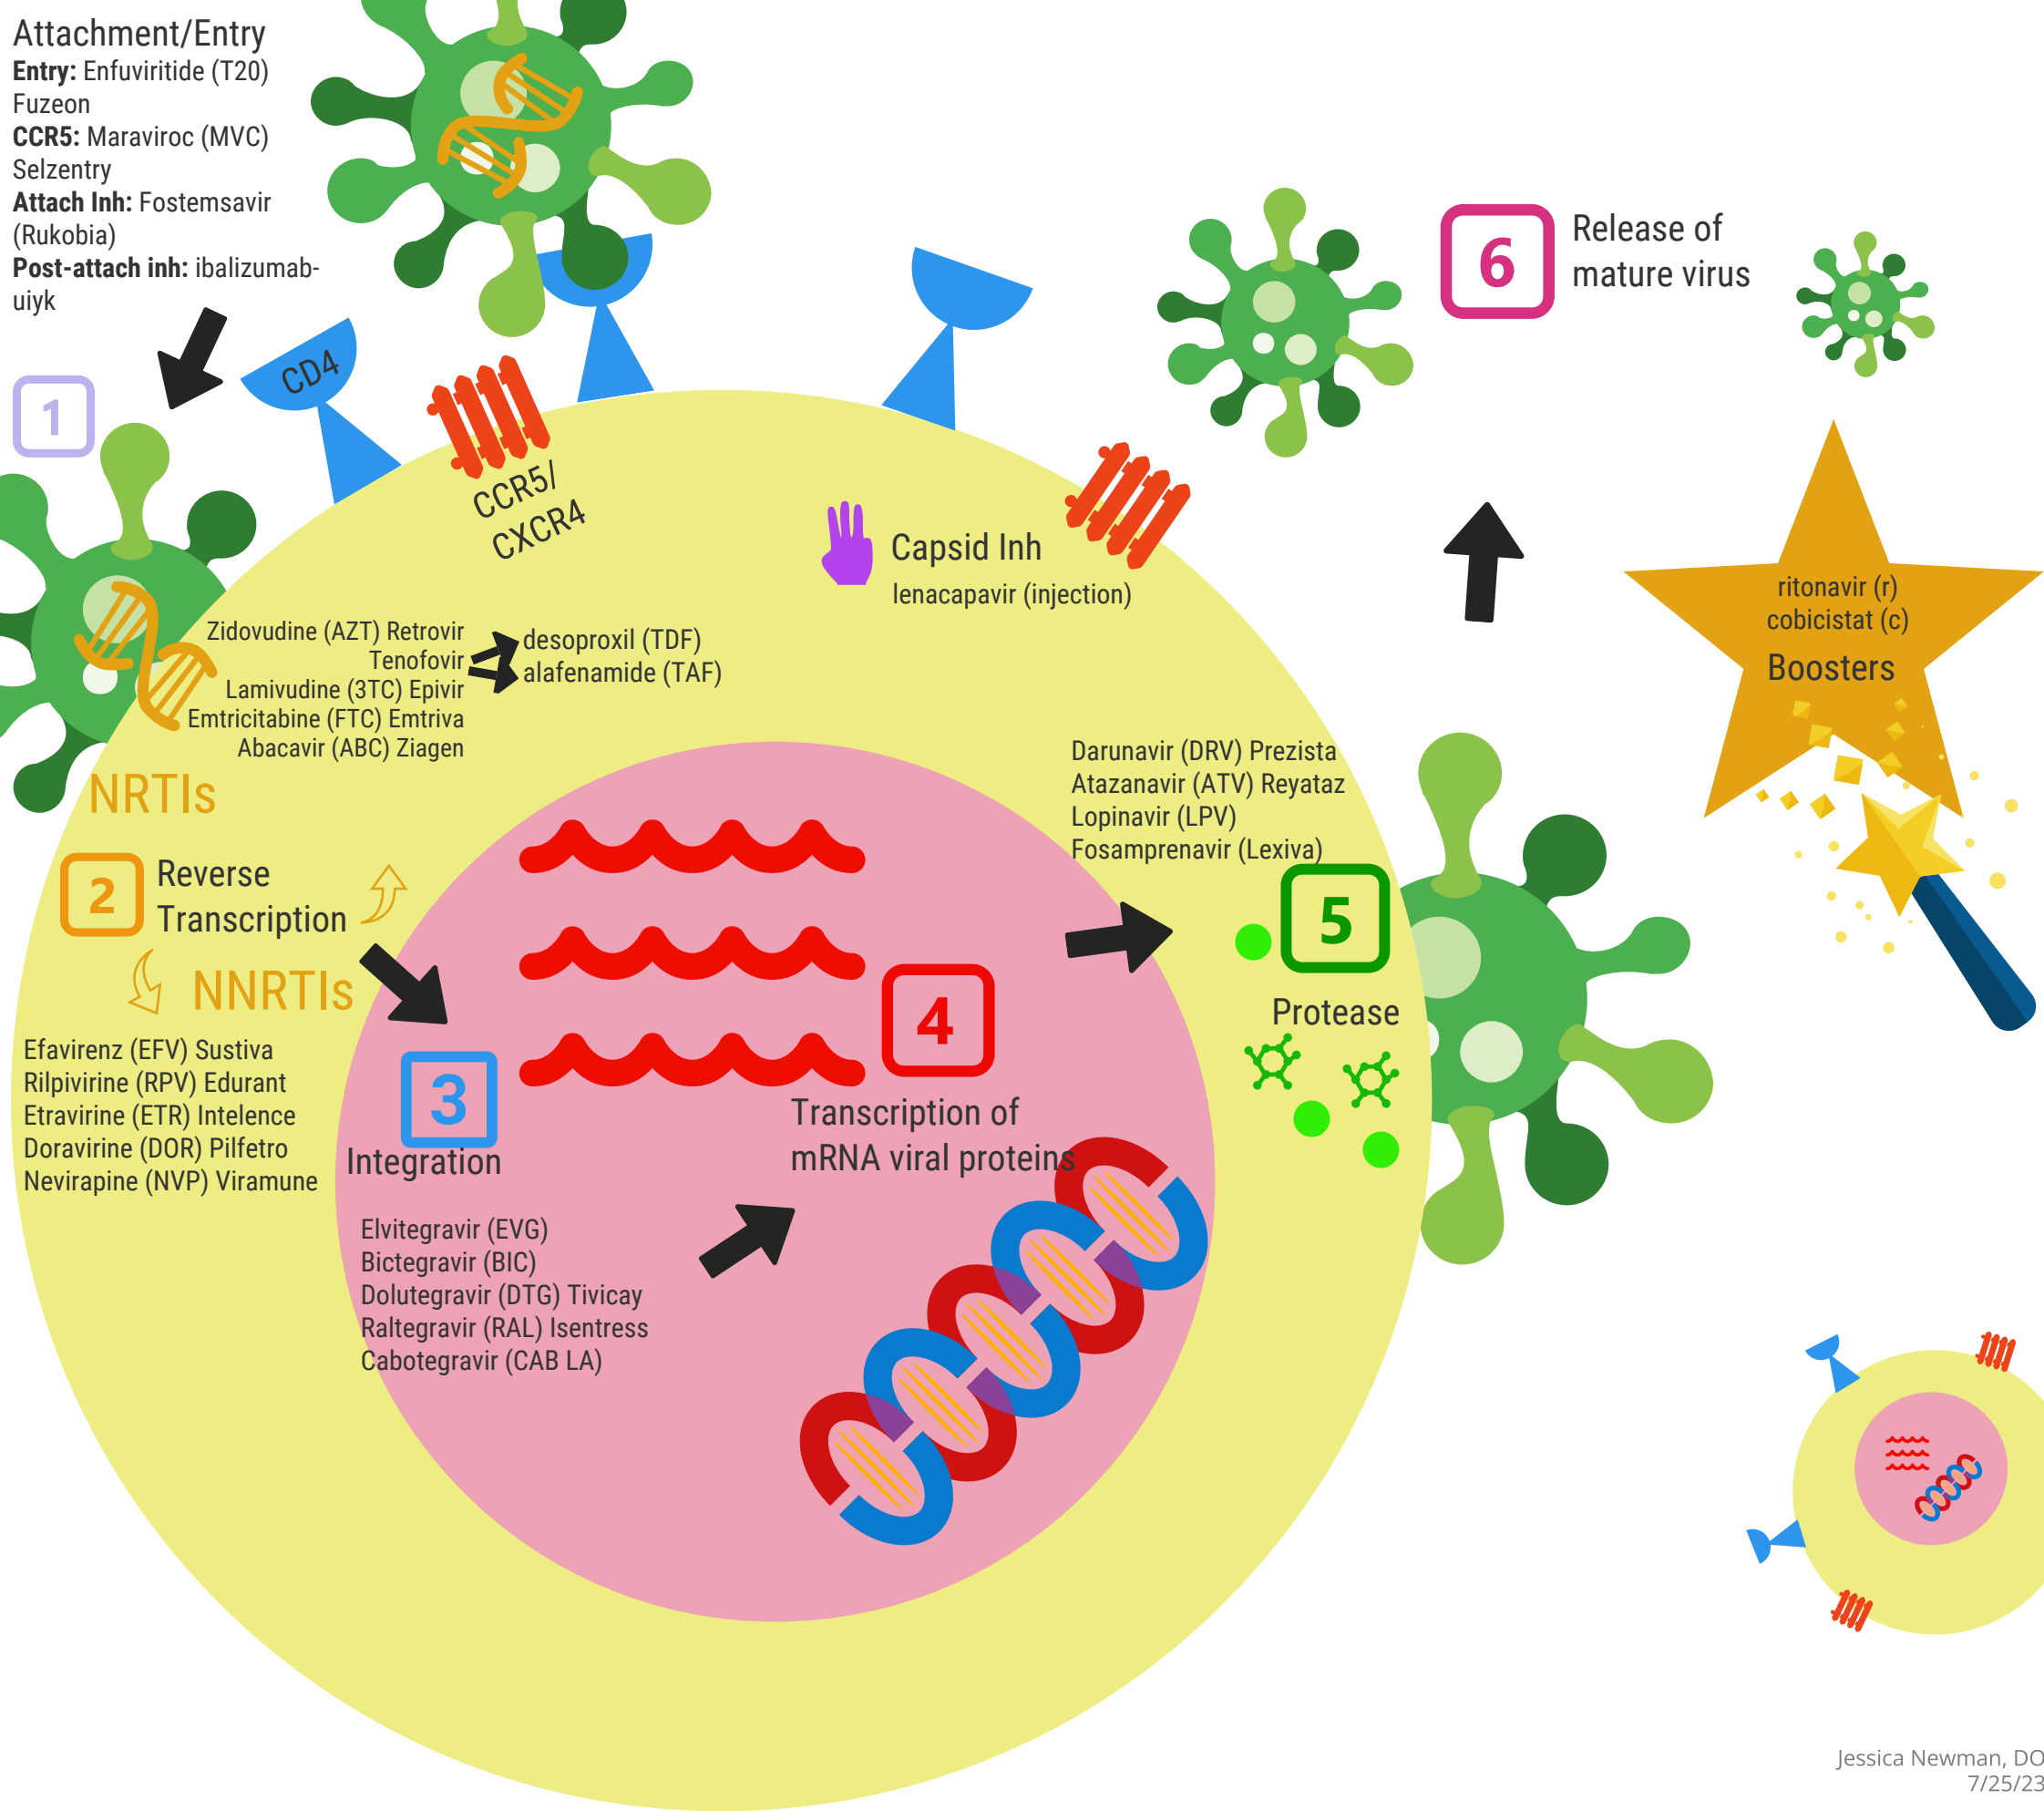 Attachment/Entry
Entry: Enfuviritide (T20)
Fuzeon
CCR5: Maraviroc (MVC)
Selzentry
Attach Inh: Fostemsavir
(Rukobia)
Post-attach inh: ibalizumab-
uiyk
1
CD4
CCR5/
CXCR4
Capsid Inh
lenacapavir (injection)
6
Release of
mature virus
ritonavir (r)
cobicistat (c)
Boosters
Zidovudine (AZT) Retrovir
Tenofovir
Lamivudine (3TC) Epivir
Emtricitabine (FTC) Emtriva
Abacavir (ABC) Ziagen
desoproxil (TDF)
alafenamide (TAF)
NRTIs
2
Reverse
Transcription
NNRTIs
Efavirenz (EFV) Sustiva
Rilpivirine (RPV) Edurant
Etravirine (ETR) Intelence
Doravirine (DOR) Pilfetro
Nevirapine (NVP) Viramune
3
Integration
Elvitegravir (EVG)
Bictegravir (BIC)
Dolutegravir (DTG) Tivicay
Raltegravir (RAL) Isentress
Cabotegravir (CAB LA)
4
Transcription of
mRNA viral proteins
Darunavir (DRV) Prezista
Atazanavir (ATV) Reyataz
Lopinavir (LPV)
Fosamprenavir (Lexiva)
5
Protease
Jessica Newman, DO
7/25/23